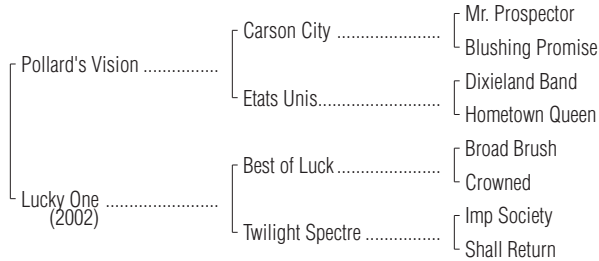 Mr. Prospector
Carson City ..................
Blushing Promise
Pollard's Vision ................
Dixieland Band
Etats Unis.............................
Hometown Queen
Broad Brush
Best of Luck........................
Crowned
Lucky One ........................
(2002)
Imp Society
Twilight Spectre .................
Shall Return